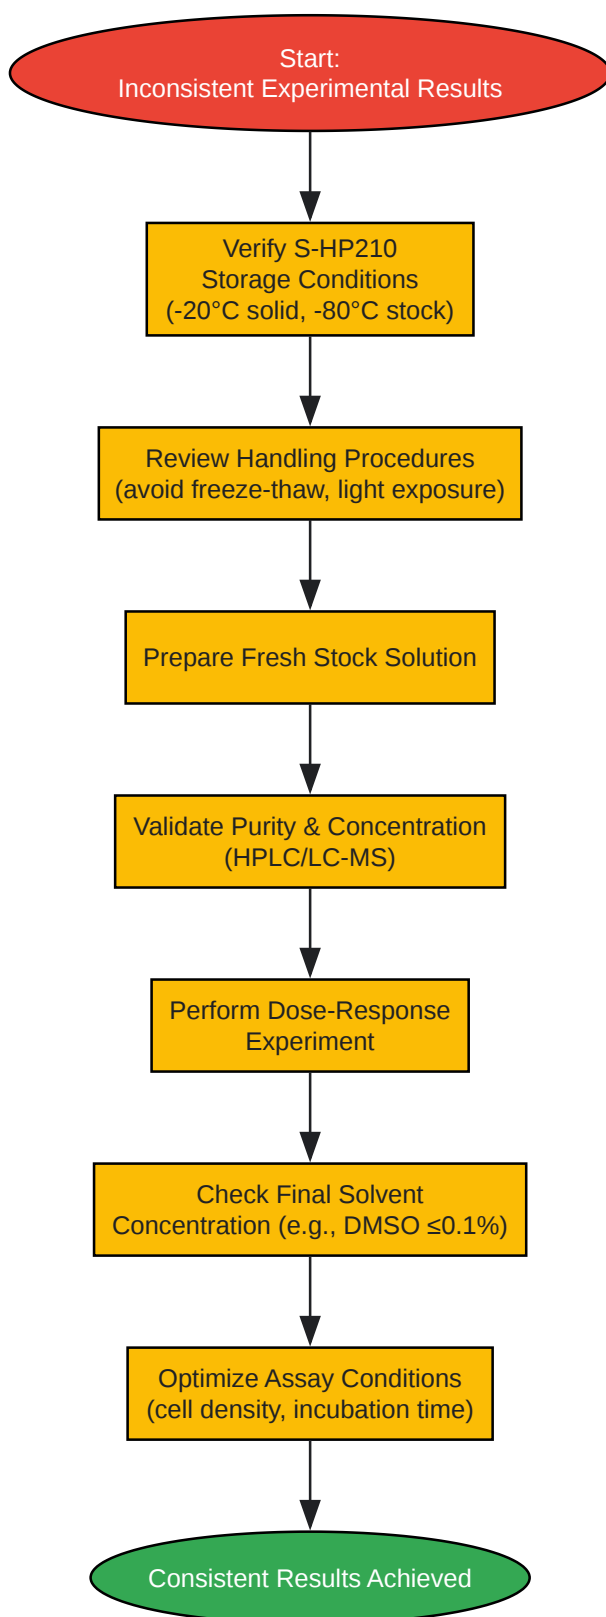 Start:
Inconsistent Experimental Results
Verify S-HP210
Storage Conditions
(-20°C solid, -80°C stock)
Review Handling Procedures
(avoid freeze-thaw, light exposure)
Prepare Fresh Stock Solution
Validate Purity & Concentration
(HPLC/LC-MS)
Perform Dose-Response
Experiment
Check Final Solvent
Concentration (e.g., DMSO ≤0.1%)
Optimize Assay Conditions
(cell density, incubation time)
Consistent Results Achieved